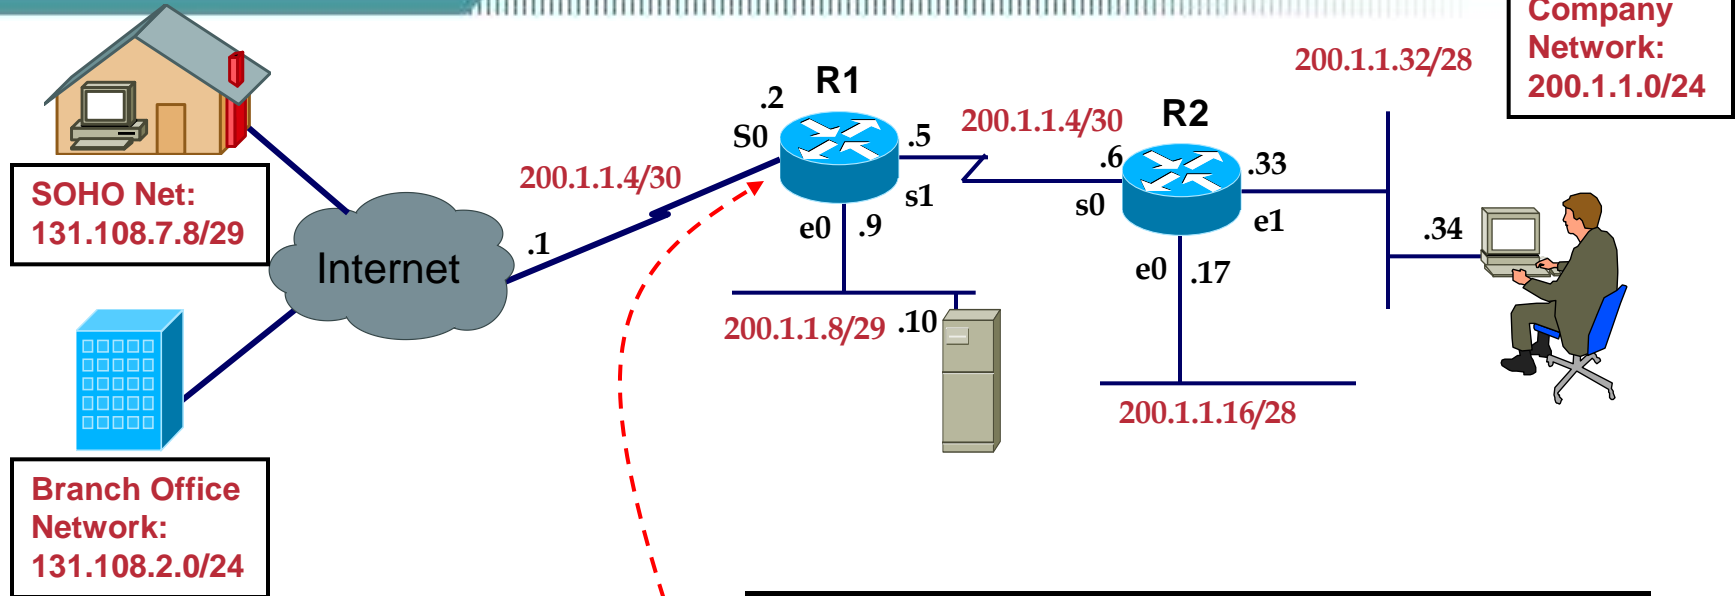 Company
Network:
200.1.1.0/24
200.1.1.32/28
R1
.2
S0
.5
s1
e0
.9
200.1.1.4/30
R2
.6
s0
.33
e1
e0
.17
200.1.1.4/30
.1
SOHO Net:
131.108.7.8/29
Internet
200.1.1.8/29
.10
.34
200.1.1.16/28
Branch Office
Network:
131.108.2.0/24